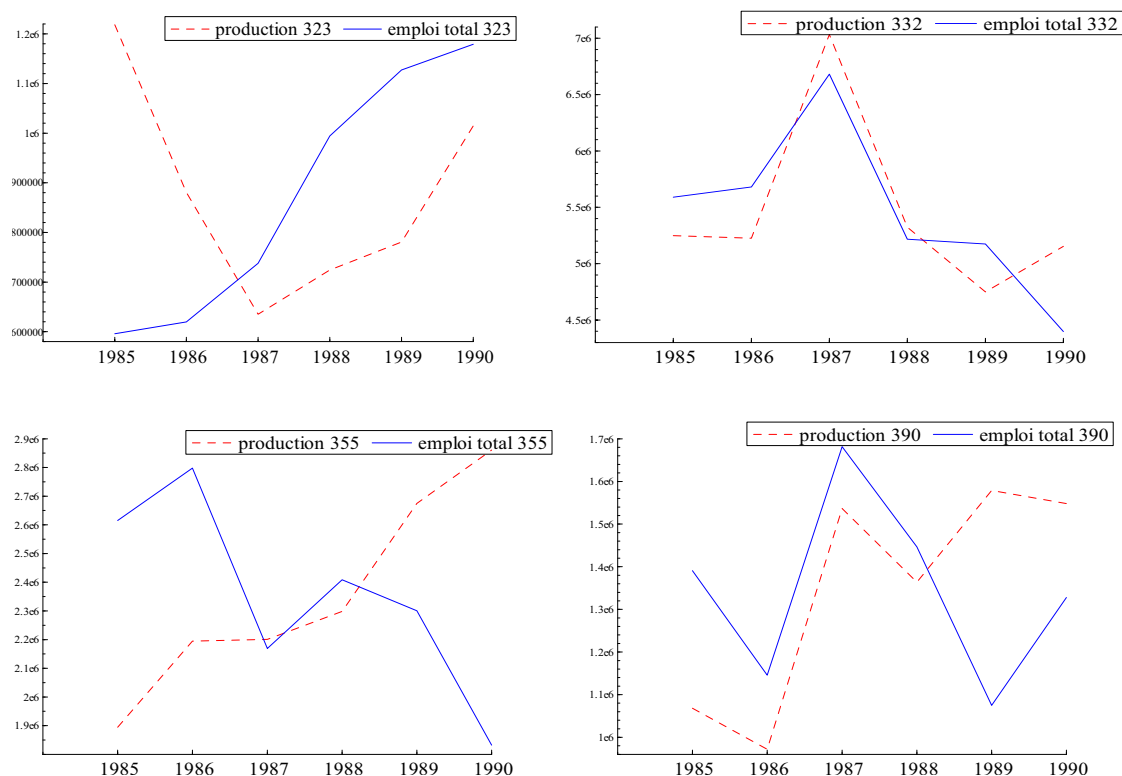 production 323 emploi total 323
1.2e6
1.1e6
1e6
900000
800000
700000
600000
1985 1986 1987 1988 1989 1990
production 332 emploi total 332
7e6
6.5e6
6e6
5.5e6
5e6
4.5e6
1985 1986 1987 1988 1989 1990
production 355 emploi total 355
2.9e6
2.8e6
2.7e6
2.6e6
2.5e6
2.4e6
2.3e6
2.2e6
2.1e6
2e6
1.9e6
1985 1986 1987 1988 1989 1990
production 390 emploi total 390
1.7e6
1.6e6
1.5e6
1.4e6
1.3e6
1.2e6
1.1e6
1e6
1985 1986 1987 1988 1989 1990